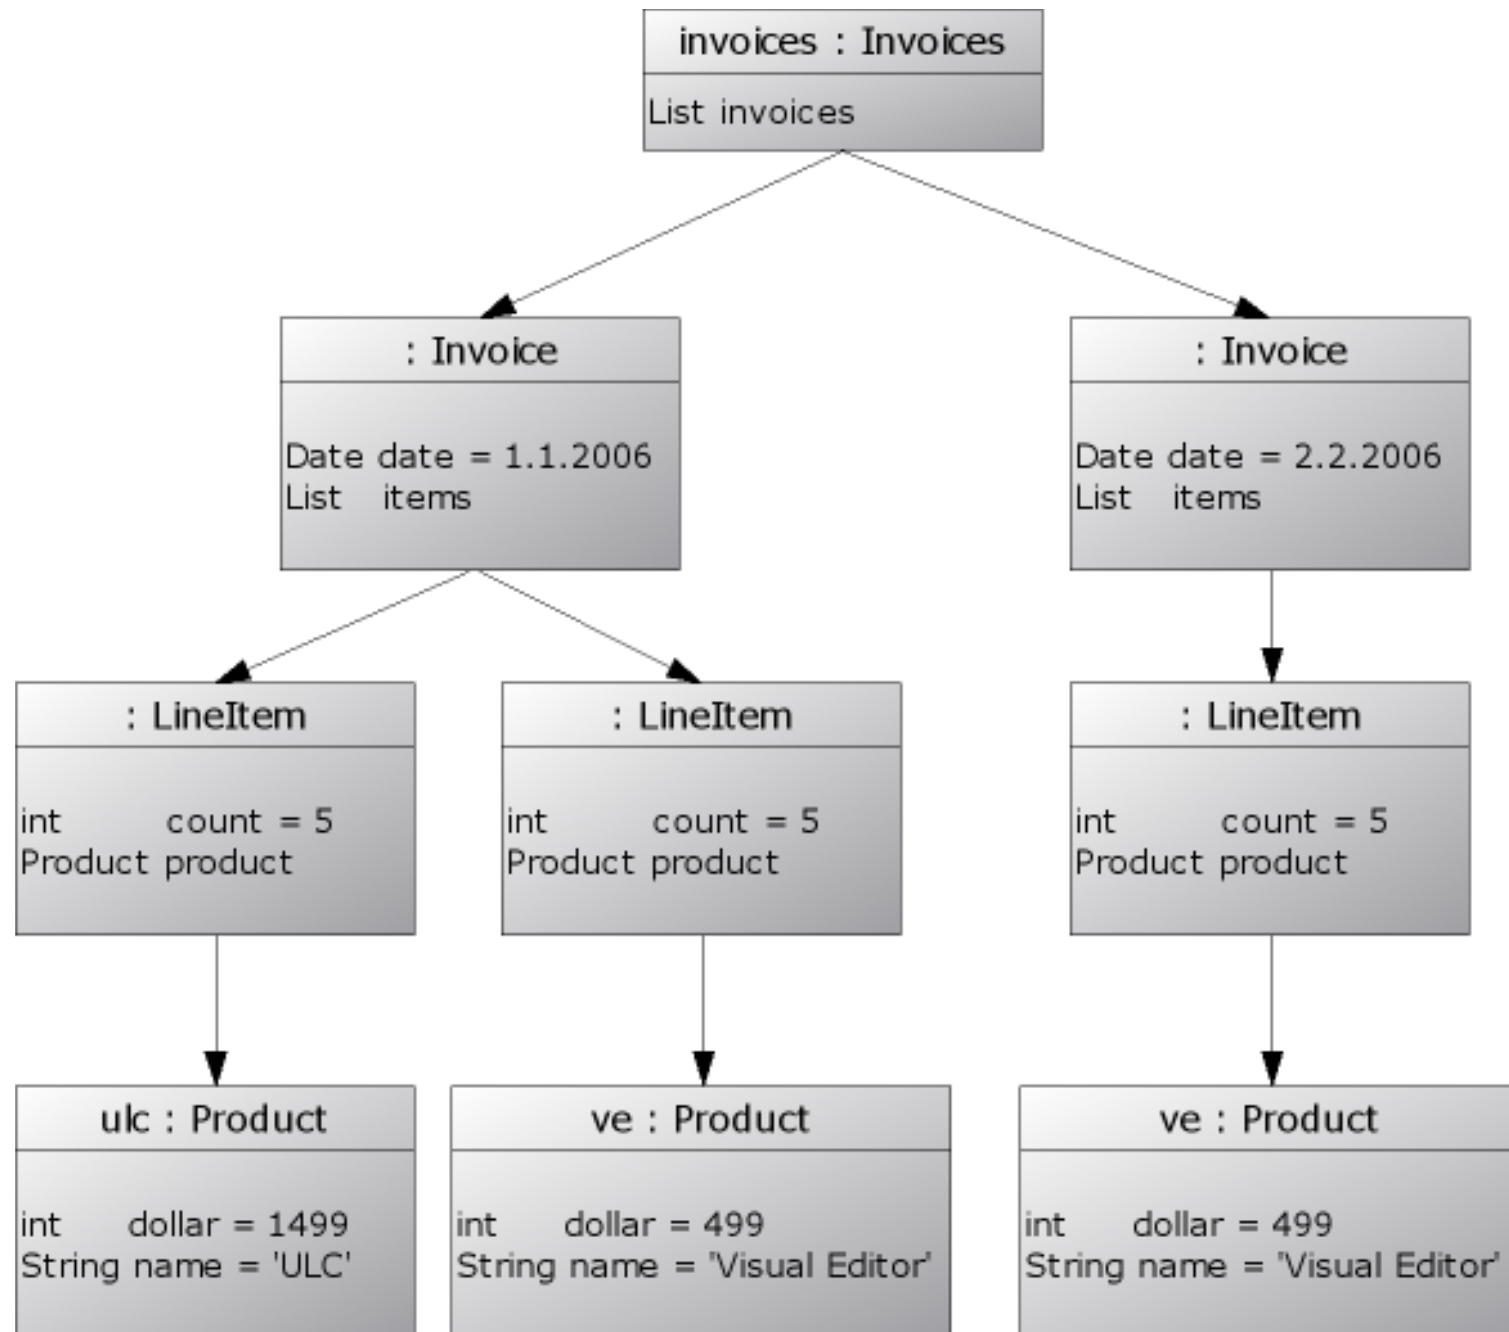 invoices : Invoices
List invoices
: Invoice
Date date = 1.1.2006
List items
: Invoice
Date date = 2.2.2006
List items
: LineItem
int count = 5
Product product
: LineItem
int count = 5
Product product
: LineItem
int count = 5
Product product
ulc : Product
int dollar = 1499
String name = 'ULC'
ve : Product
int dollar = 499
String name = 'Visual Editor'
ve : Product
int dollar = 499
String name = 'Visual Editor'